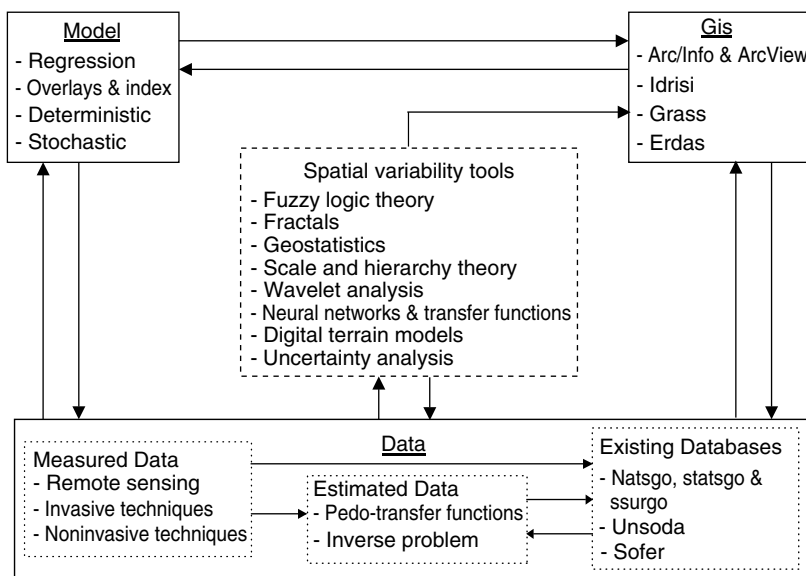 Model
- Regression
- Overlays & index
- Deterministic
- Stochastic
Gis
- Arc/Info & ArcView
- Idrisi
- Grass
- Erdas
Spatial variability tools
- Fuzzy logic theory
- Fractals
- Geostatistics
- Scale and hierarchy theory
- Wavelet analysis
- Neural networks & transfer functions
- Digital terrain models
- Uncertainty analysis
Data
Measured Data
- Remote sensing
- Invasive techniques
- Noninvasive techniques
Estimated Data
- Pedo-transfer functions
- Inverse problem
Existing Databases
- Natsgo, statsgo &
ssurgo
- Unsoda
- Sofer